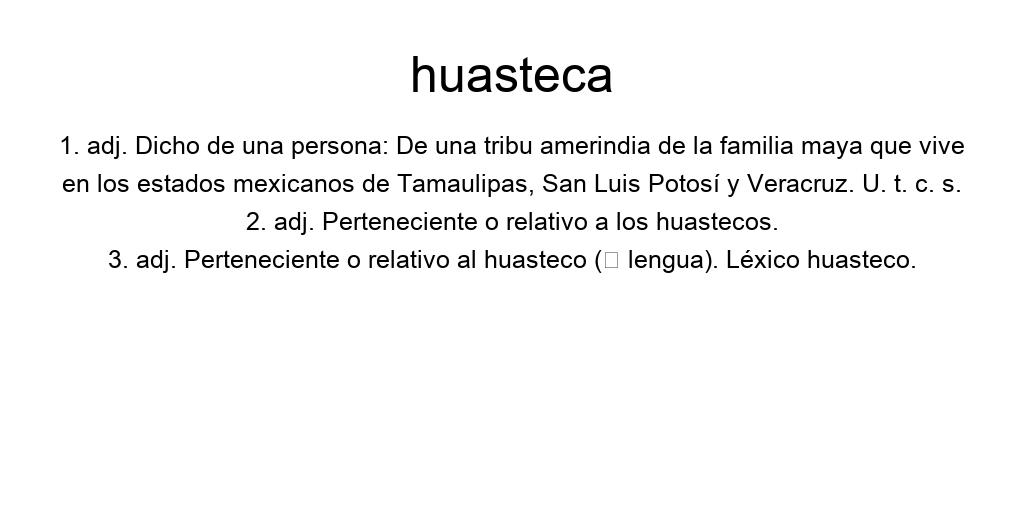 huasteca
1. adj. Dicho de una persona: De una tribu amerindia de la familia maya que vive
en los estados mexicanos de Tamaulipas, San Luis Potosí y Veracruz. U. t. c. s.
2. adj. Perteneciente o relativo a los huastecos.
3. adj. Perteneciente o relativo al huasteco (□ lengua). Léxico huasteco.